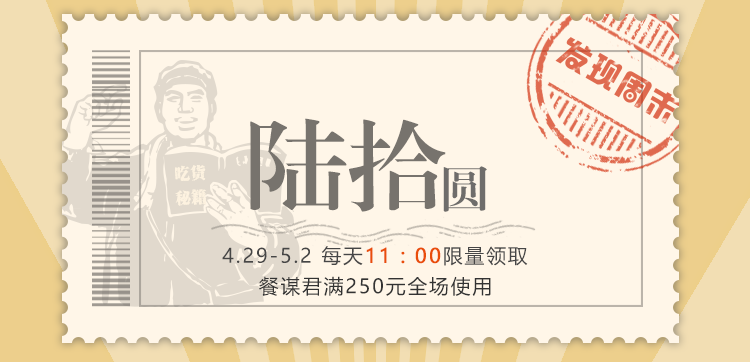 发现周末
吃货
秘籍
陆拾圆
4.29-5.2 每天11：00限量领取
餐谋君满250元全场使用